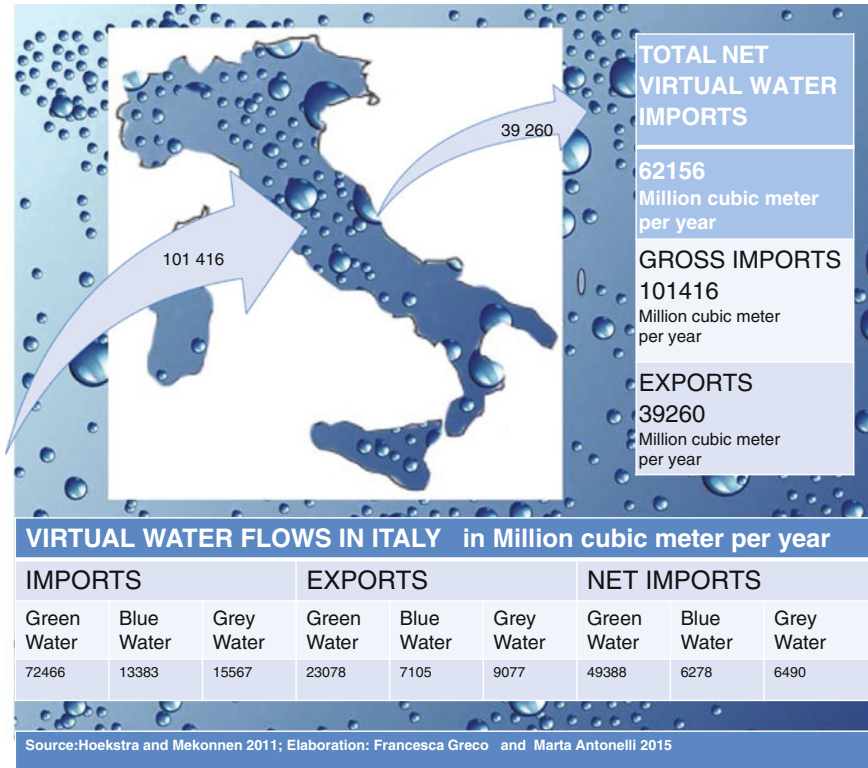 101 416
39 260
TOTAL NET
VIRTUAL WATER
IMPORTS
62156
Million cubic meter
per year
GROSS IMPORTS
101416
Million cubic meter
per year
EXPORTS
39260
Million cubic meter
per year
VIRTUAL WATER FLOWS IN ITALY in Million cubic meter per year
IMPORTS EXPORTS NET IMPORTS
Green Blue Grey Green Blue Grey Green Blue Grey
Water Water Water Water Water Water Water Water Water
72466 13383 15567 23078 7105 9077 49388 6278 6490
Source:Hoekstra and Mekonnen 2011; Elaboration: Francesca Greco and Marta Antonelli 2015